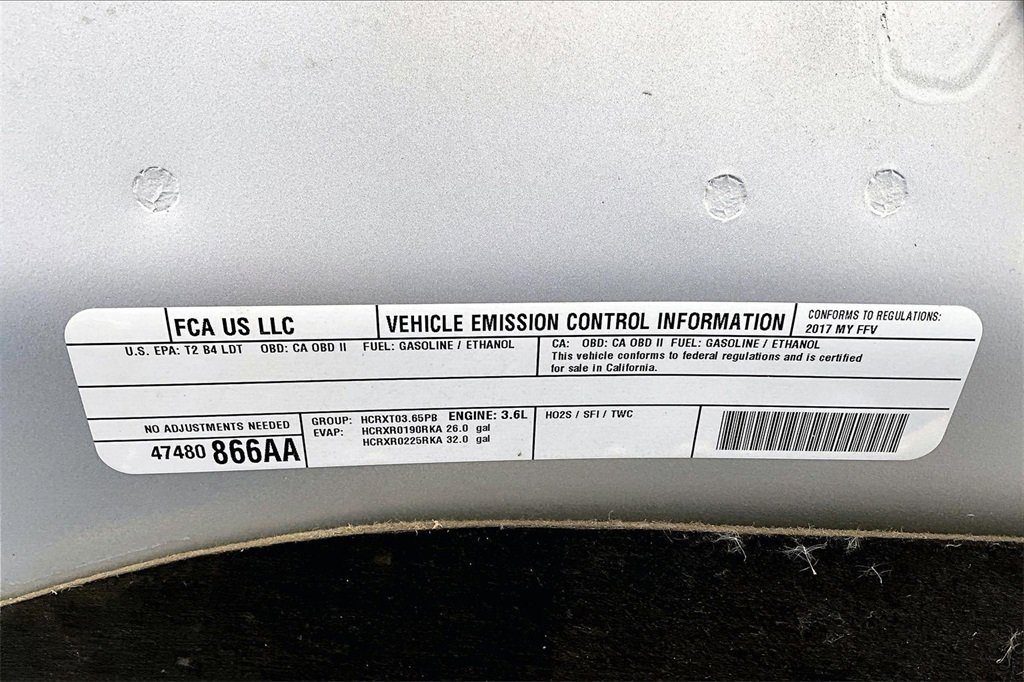 FCA US LLC
VEHICLE EMISSION CONTROL INFORMATION
CONFORMS TO REGULATIONS:
2017 MY FFV
U.S. EPA: T2 B4 LDT OBD: CA OBD II FUEL: GASOLINE / ETHANOL
CA: OBD: CA OBD II FUEL: GASOLINE / ETHANOL
This vehicle conforms to federal regulations and is certified
for sale in California.
NO ADJUSTMENTS NEEDED
47480 866AA
GROUP: HCRXT03.65PB ENGINE: 3.6L
EVAP: HCRXR0190RKA 26.0 gal
HCRXR0225RKA 32.0 gal
HO2S / SFI / TWC